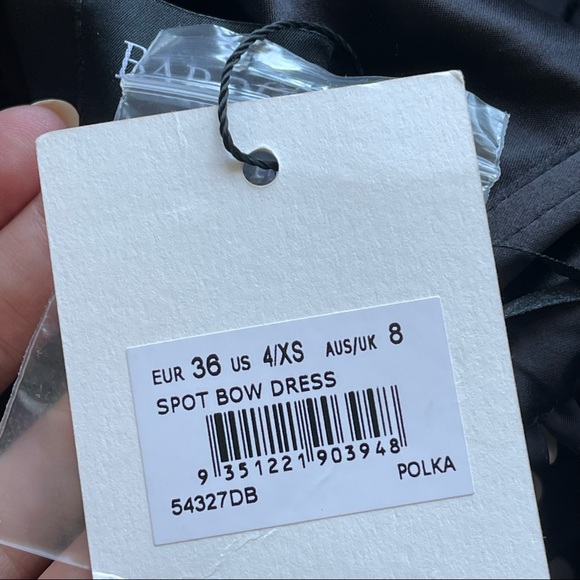 EUR 36 US 4/XS AUS/UK 8
SPOT BOW DRESS
9 351221 903948
54327DB POLKA